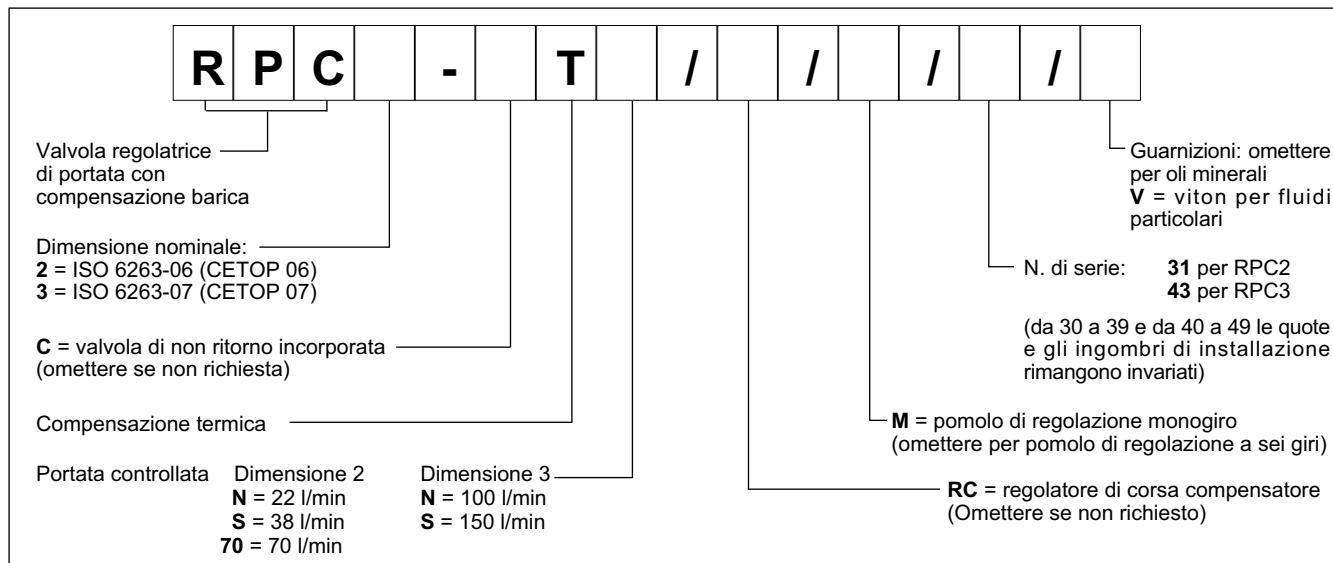 R P C - T / / / /
Valvola regolatrice
di portata con
compensazione barica
Dimensione nominale:
2 = ISO 6263-06 (CETOP 06)
3 = ISO 6263-07 (CETOP 07)
C = valvola di non ritorno incorporata
(omettere se non richiesta)
Compensazione termica
Portata controllata
Dimensione 2
N = 22 l/min
S = 38 l/min
70 = 70 l/min
Dimensione 3
N = 100 l/min
S = 150 l/min
Guarnizioni: omettere
per oli minerali
V = viton per fluidi
particolari
N. di serie: 31 per RPC2
43 per RPC3
(da 30 a 39 e da 40 a 49 le quote
e gli ingombri di installazione
rimangono invariati)
M = pomolo di regolazione monogiro
(omettere per pomolo di regolazione a sei giri)
RC = regolatore di corsa compensatore
(Omettere se non richiesto)